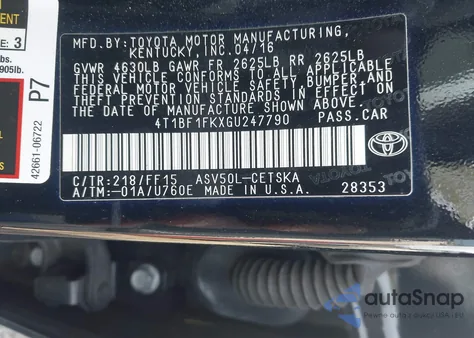 MFD. BY: TOYOTA MOTOR MANUFACTURING,
KENTUCKY, INC. 04/16
GVWR 4630LB GAWR FR 2625LB RR 2625LB
THIS VEHICLE CONFORMS TO ALL APPLICABLE
FEDERAL MOTOR VEHICLE SAFETY, BUMPER, AND
THEFT PREVENTION STANDARDS IN EFFECT ON
THE DATE OF MANUFACTURE SHOWN ABOVE.
4T1BF1FKXGU247790 PASS.CAR
C/TR:218/FF15 ASV50L-CETSKA
A/TM:-01A/U760E MADE IN U.S.A. 28353
TOYOTA
3
P7
42661-06722
autoSnap